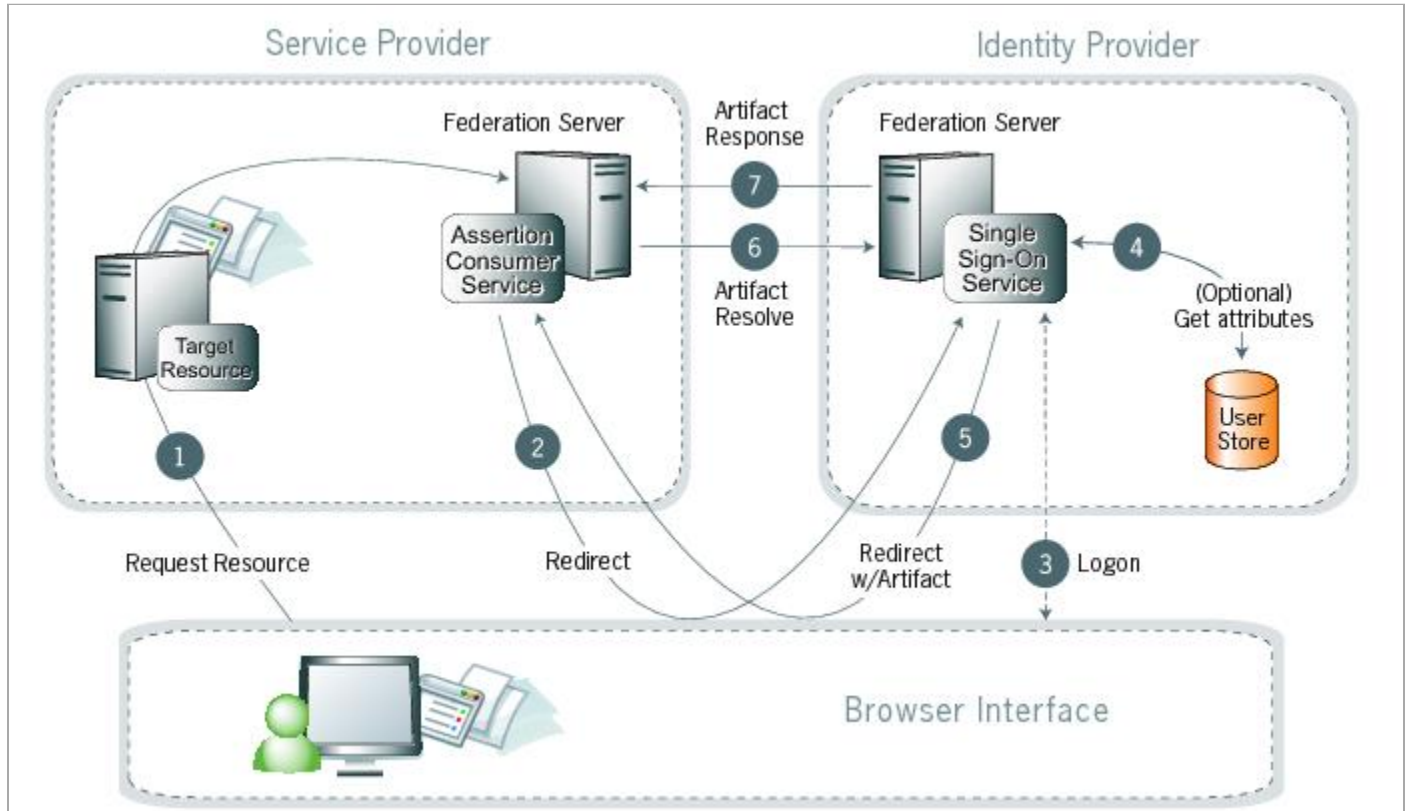 Service Provider
Identity Provider
Federation Server
Artifact
Response
Federation Server
7
Assertion
Consumer
Service
6
Single
Sign-On
Service
4
Artifact
Resolve
(Optional)
Get attributes
Target
Resource
User
Store
1
2
5
Request Resource
Redirect
Redirect
w/Artifact
3
Logon
Browser Interface